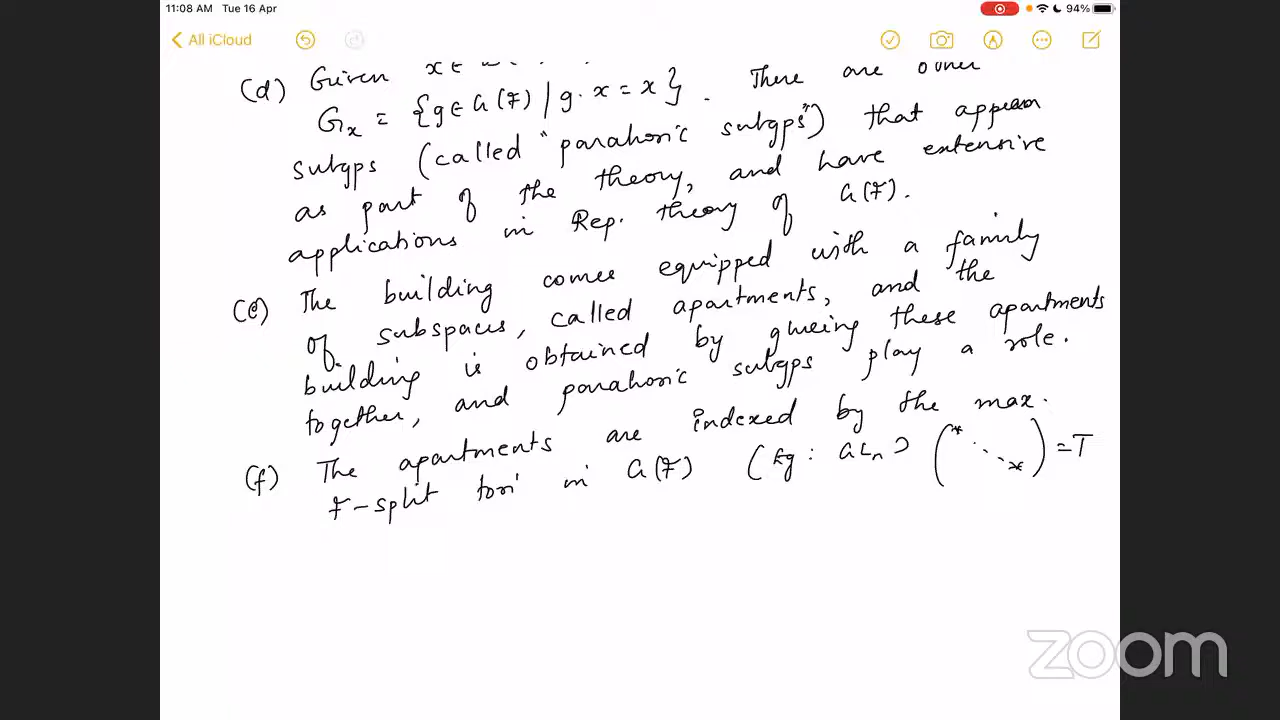 11:08 AM Tue 16 Apr
94%
All iCloud
(d) Given x ∈
G_x = {g ∈ G(F) | g · x = x}. There are other
subgps (called "parahoric subgps") that appear
as part of the theory, and have extensive
applications in Rep. theory of G(F).
(e) The building comes equipped with a family
of subspaces, called apartments, and the
building is obtained by glueing these apartments
together, and parahoric subgps play a role.
(f) The apartments are indexed by the max.
F-split tori in G(F) (Eg: GL_n ⊃ (* ⋱ *) = T
zoom